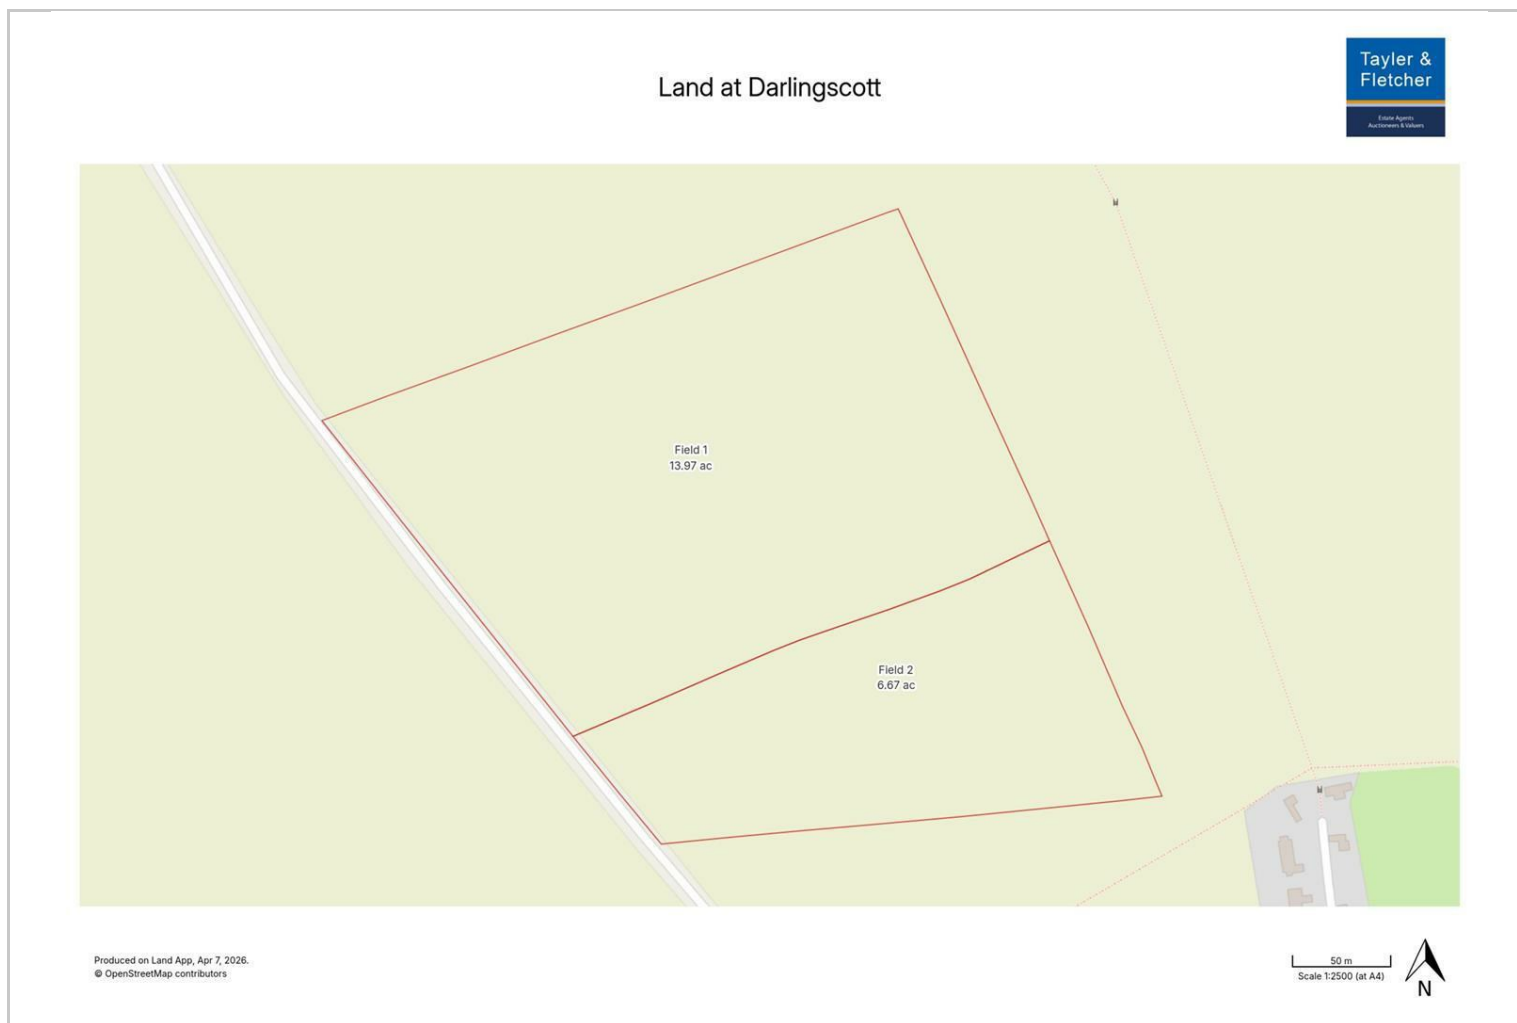 Land at Darlingscott
Tayler &
Fletcher
Estate Agents
Auctioneers & Valuers
Field 1
13.97 ac
Field 2
6.67 ac
Produced on Land App, Apr 7, 2026.
© OpenStreetMap contributors
50 m
Scale 1:2500 (at A4)
N